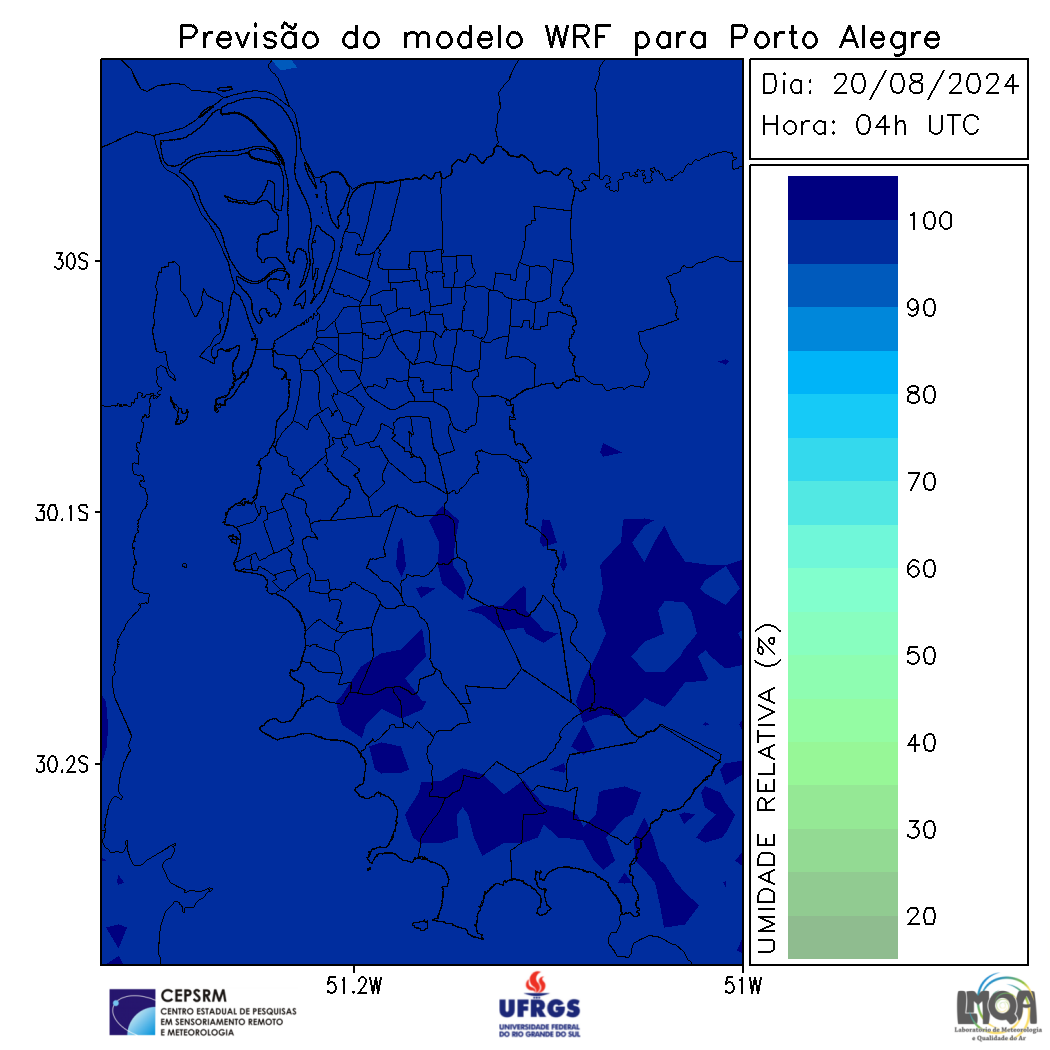 Previsão do modelo WRF para Porto Alegre
Dia: 20/08/2024
Hora: 04h UTC
30S
30.1S
30.2S
51.2W
51W
UMIDADE RELATIVA (%)
100
90
80
70
60
50
40
30
20
CEPSRM
CENTRO ESTADUAL DE PESQUISAS
EM SENSORIAMENTO REMOTO
E METEOROLOGIA
UFRGS
UNIVERSIDADE FEDERAL
DO RIO GRANDE DO SUL
LMQA
Laboratório de Meteorologia
e Qualidade do Ar